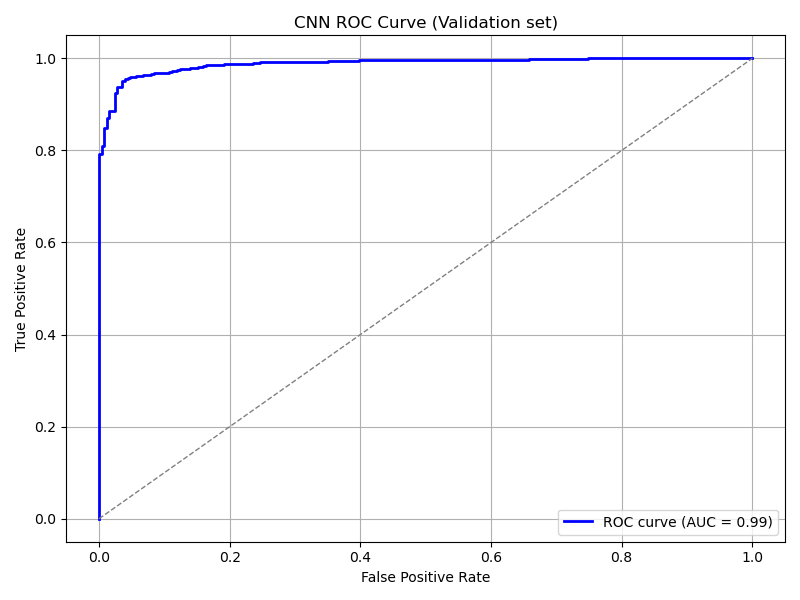 CNN ROC Curve (Validation set)
True Positive Rate
1.0
0.8
0.6
0.4
0.2
0.0
0.0 0.2 0.4 0.6 0.8 1.0
False Positive Rate
ROC curve (AUC = 0.99)